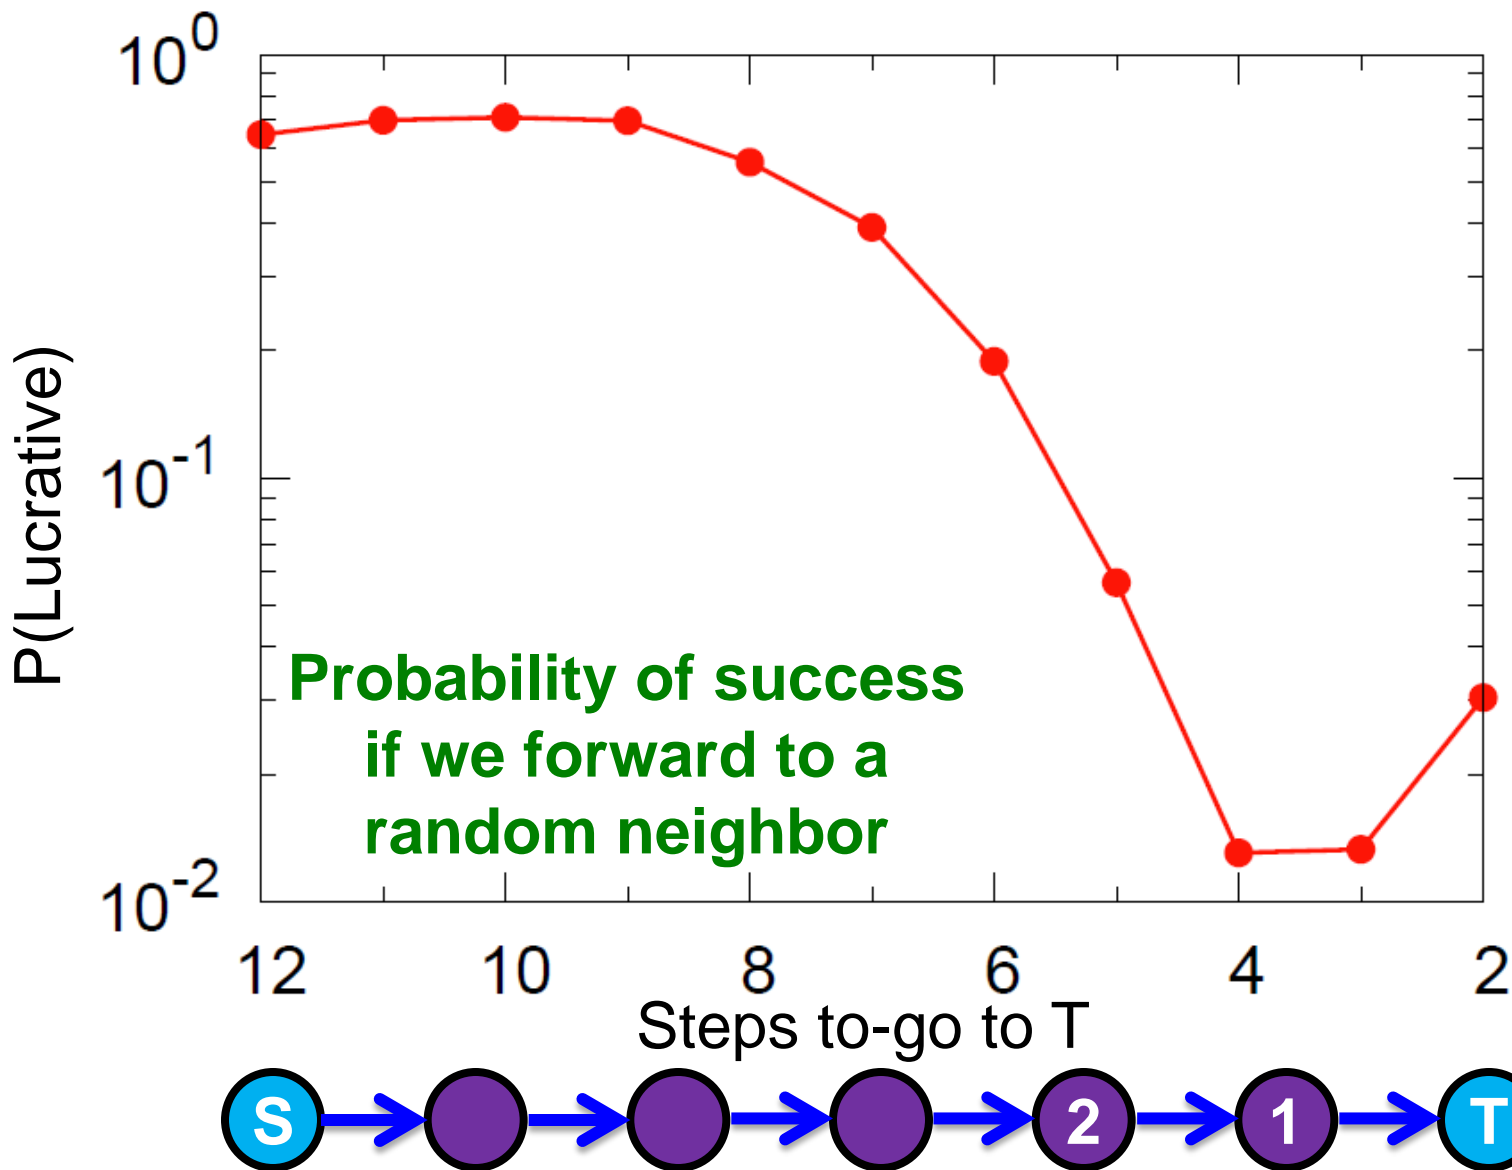 10^0
10^-1
10^-2
P(Lucrative)
Probability of success
if we forward to a
random neighbor
12 10 8 6 4 2
Steps to-go to T
S 2 1 T